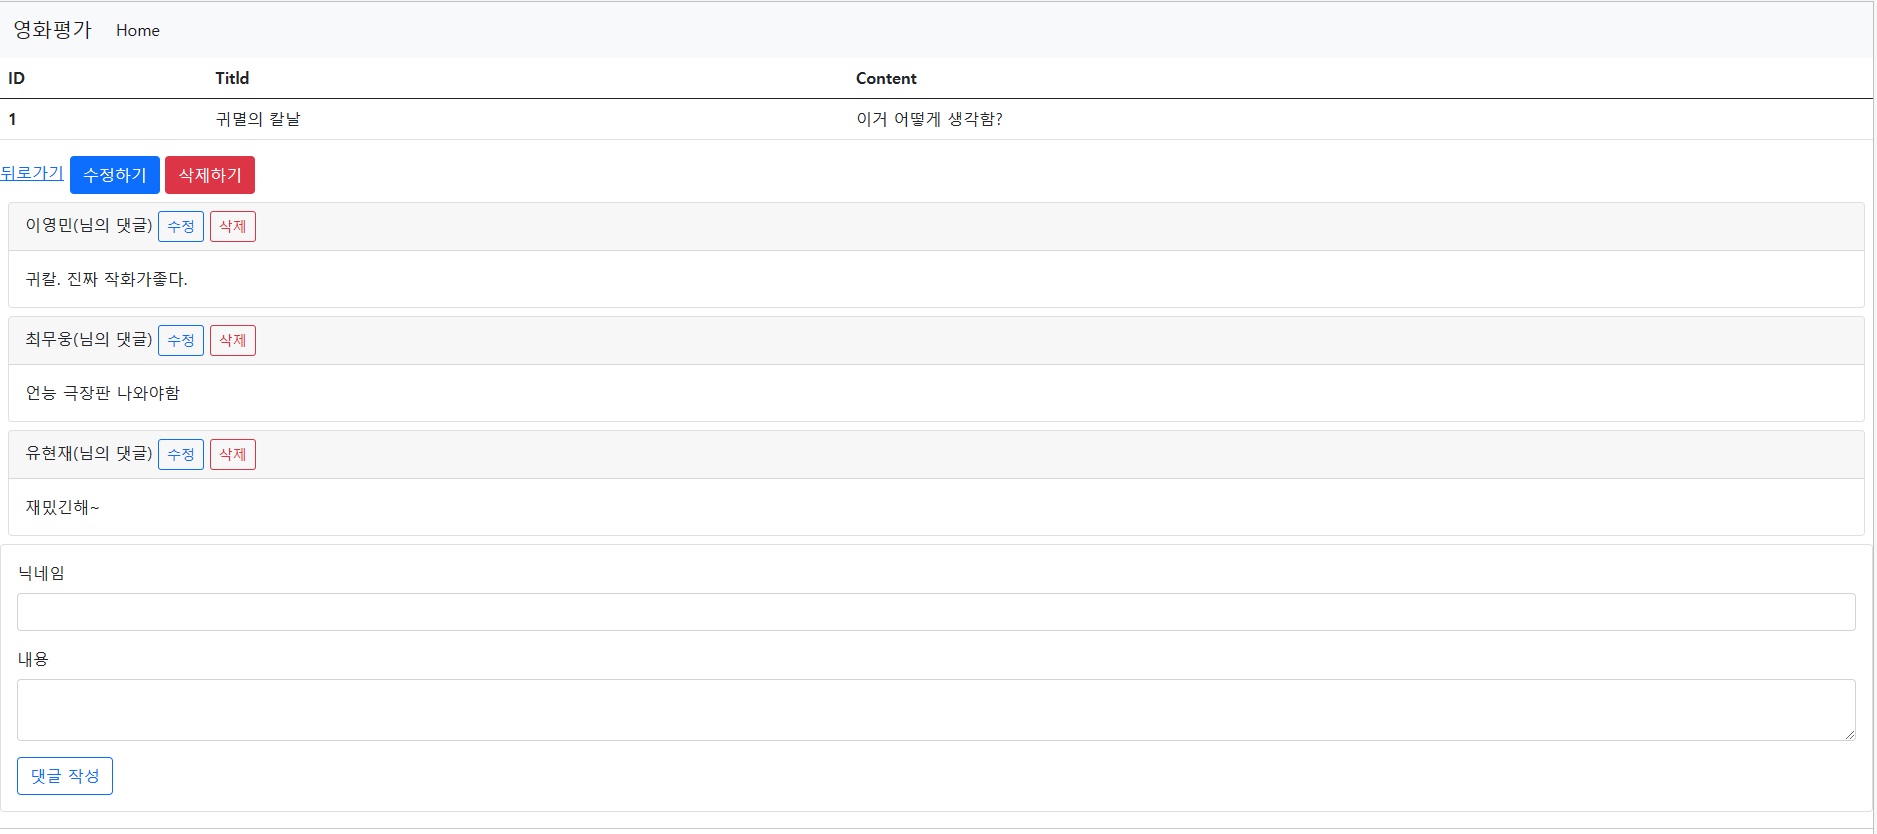 영화평가 Home
ID Titld Content
1 귀멸의 칼날 이거 어떻게 생각함?
뒤로가기 수정하기 삭제하기
이영민(님의 댓글) 수정 삭제
귀칼. 진짜 작화가좋다.
최무웅(님의 댓글) 수정 삭제
언능 극장판 나와야함
유현재(님의 댓글) 수정 삭제
재밌긴해~
닉네임
내용
댓글 작성